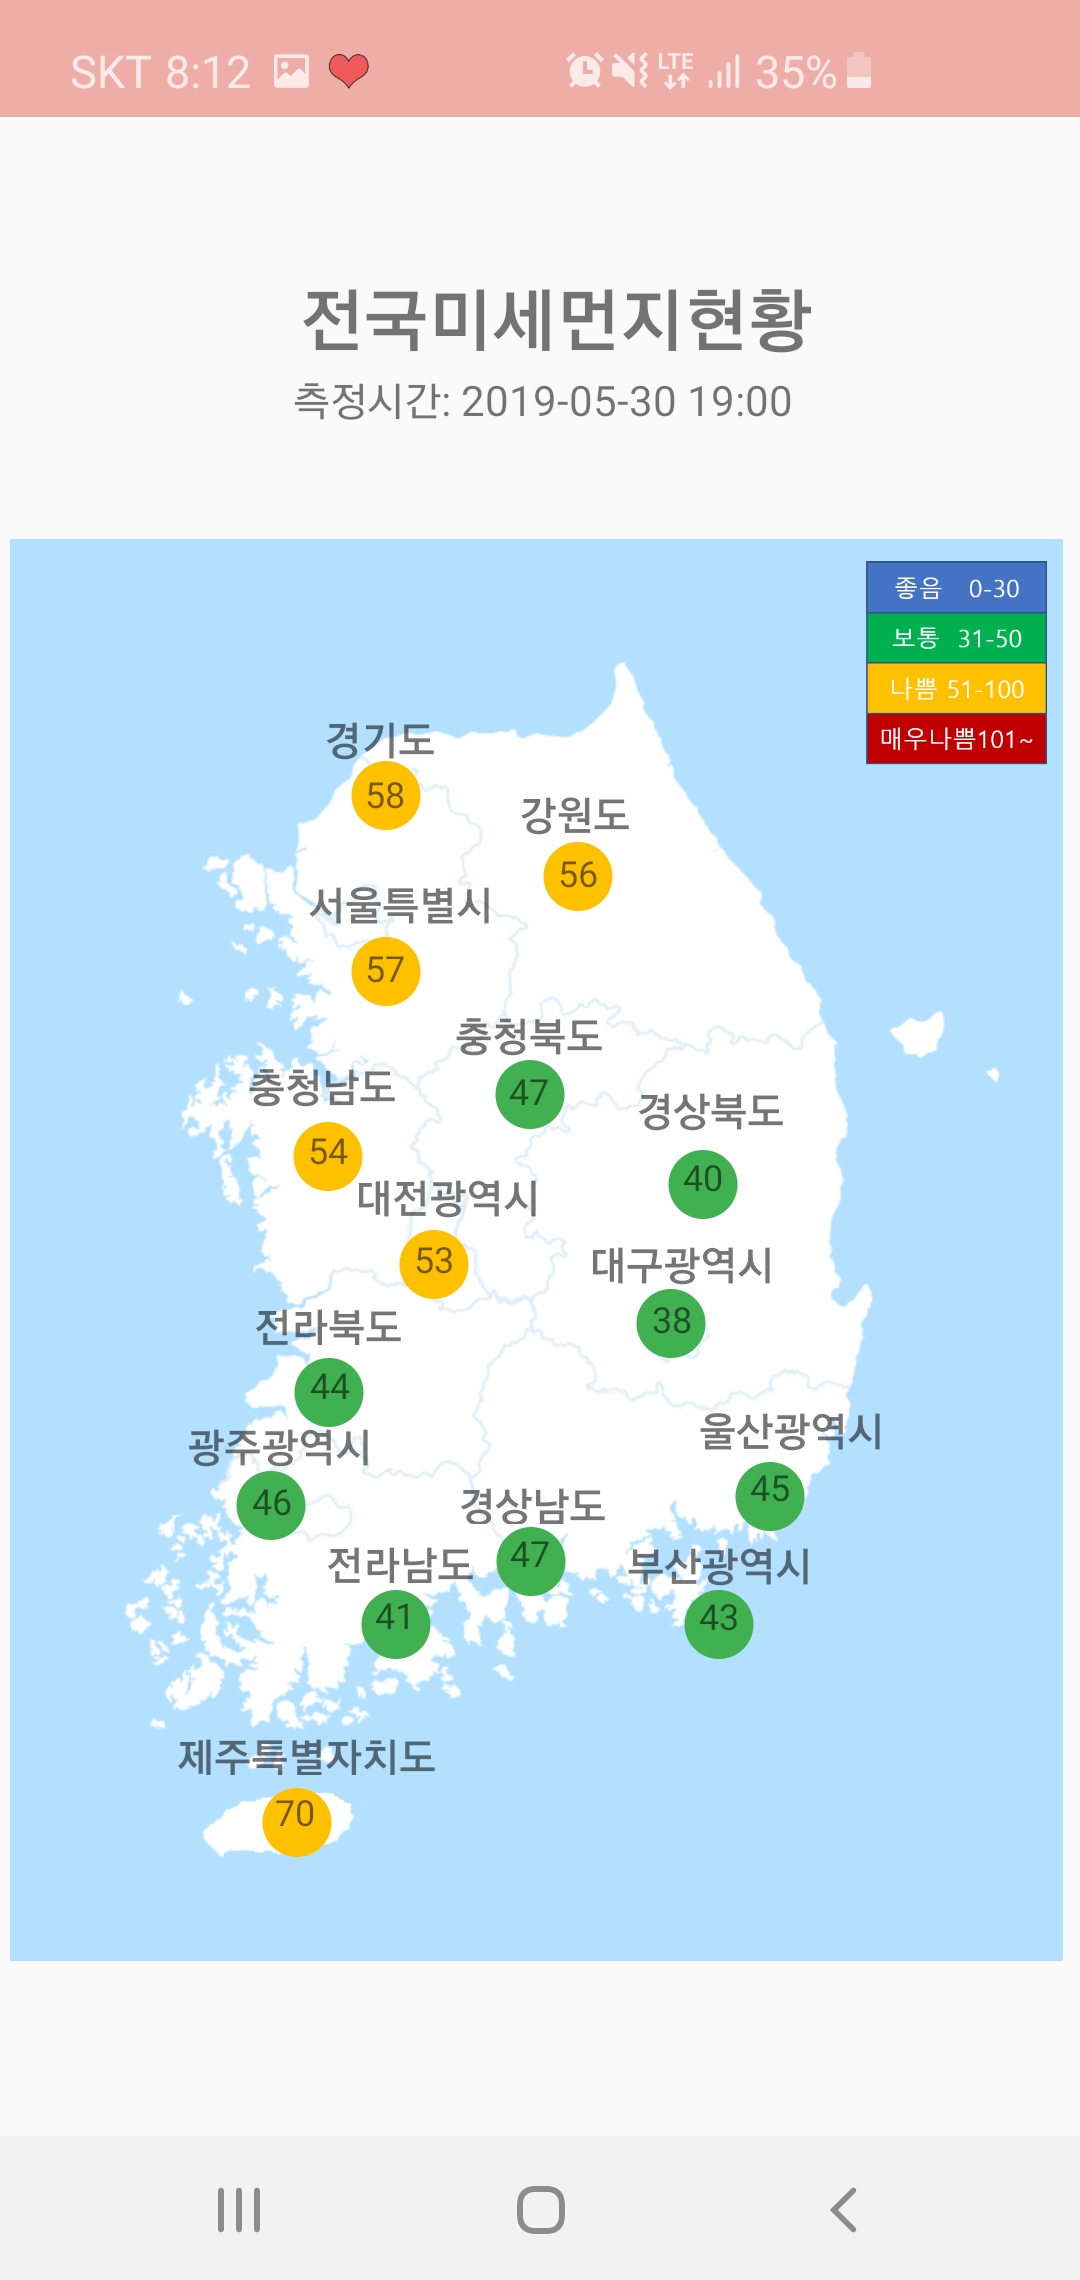 SKT 8:12
LTE 35%
전국미세먼지현황
측정시간: 2019-05-30 19:00
좋음 0-30
보통 31-50
나쁨 51-100
매우나쁨101~
경기도
58
강원도
56
서울특별시
57
충청북도
47
충청남도
54
경상북도
40
대전광역시
53
대구광역시
38
전라북도
44
울산광역시
45
광주광역시
46
경상남도
47
전라남도
41
부산광역시
43
제주특별자치도
70